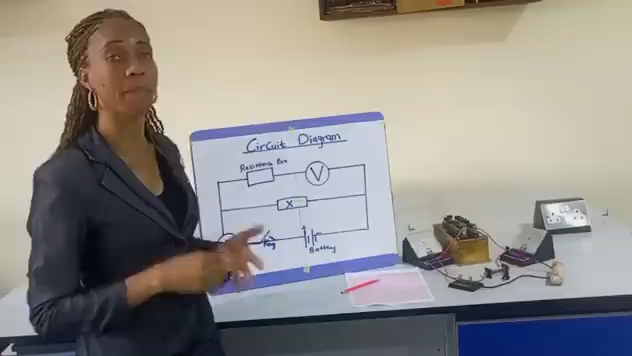 Circuit Diagram
Resistance Box
V
X
Key
Battery